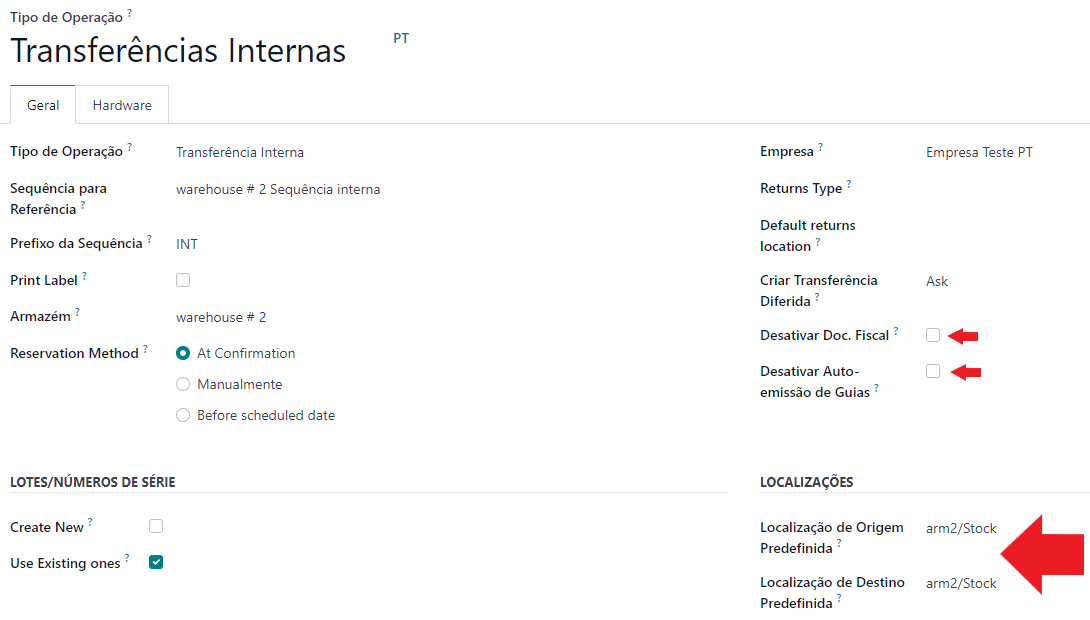 Tipo de Operação ?
Transferências Internas
PT
Geral
Hardware
Tipo de Operação ?
Transferência Interna
Sequência para
Referência ?
warehouse # 2 Sequência interna
Prefixo da Sequência ?
INT
Print Label ?
Armazém ?
warehouse # 2
Reservation Method ?
At Confirmation
Manualmente
Before scheduled date
Empresa ?
Empresa Teste PT
Returns Type ?
Default returns
location ?
Criar Transferência
Diferida ?
Ask
Desativar Doc. Fiscal ?
Desativar Auto-
emissão de Guias ?
LOTES/NÚMEROS DE SÉRIE
Create New ?
Use Existing ones ?
LOCALIZAÇÕES
Localização de Origem
Predefinida ?
arm2/Stock
Localização de Destino
Predefinida ?
arm2/Stock